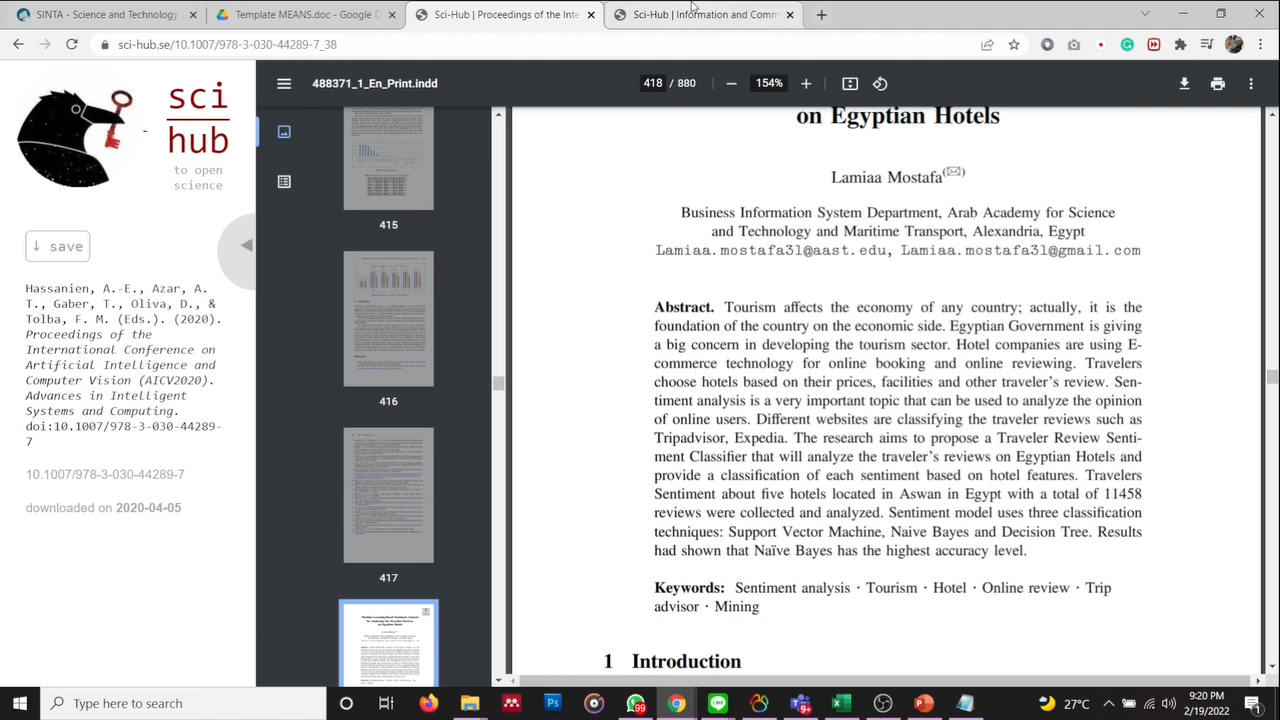 SINTA - Science and Technology
Template MEANS.doc - Google D
Sci-Hub | Proceedings of the Inte
Sci-Hub | Information and Comm
sci-hub.se/10.1007/978-3-030-44289-7_38
sci
hub
to open
science
↓ save
Hassanien, A.-E., Azar, A.
T., Gaber, T., Oliva, D., &
Tolba, F. M. (Eds.). (2020).
Proceedings of the
International Conference on
Artificial Intelligence and
Computer Vision (AICV2020).
Advances in Intelligent
Systems and Computing.
doi:10.1007/978-3-030-44289-
7
10.1007/978-3-030-44289-7
downloaded on 2020-09-05
488371_1_En_Print.indd
418 / 880
154%
415
416
417
on Egyptian Hotels
Lamiaa Mostafa(✉)
Business Information System Department, Arab Academy for Science
and Technology and Maritime Transport, Alexandria, Egypt
Lamiaa.mostafa31@aast.edu, Lamiaa.mostafa31@gmail.com
Abstract. Tourism affects the economy of any country; actually, it is the
foundation of the country on the economic side. Egyptian Government is giving
a big concern in developing the tourism sector. Hotel companies are using E-
commerce technology for online booking and online reviewing. Travelers
choose hotels based on their prices, facilities and other traveler's review. Sen-
timent analysis is a very important topic that can be used to analyze the opinion
of online users. Different websites are classifying the traveler reviews such as
Tripadvisor, Expedia. The research aims to propose a Traveler Review Senti-
ment Classifier that will analyze the traveler's reviews on Egyptian Hotels and
provide a classification of each sentiment based on hotel features. Travelers
Sentiment about five hotels located in Aswan in Egypt with a total of 11458
reviews were collected and analyzed. Sentiment model uses three classification
techniques: Support Vector Machine, Naive Bayes and Decision Tree. Results
had shown that Naïve Bayes has the highest accuracy level.
Keywords: Sentiment analysis · Tourism · Hotel · Online review · Trip
advisor · Mining
1 Introduction
Type here to search
99
9+
27°C
9:20 PM
2/19/2022
1